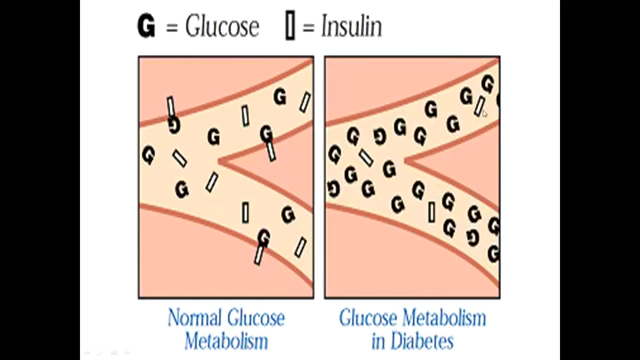 G = Glucose = Insulin
G G G G G G G G
G G G G G G G G G G G G G G G G G G G G G G G
Normal Glucose
Metabolism
Glucose Metabolism
in Diabetes